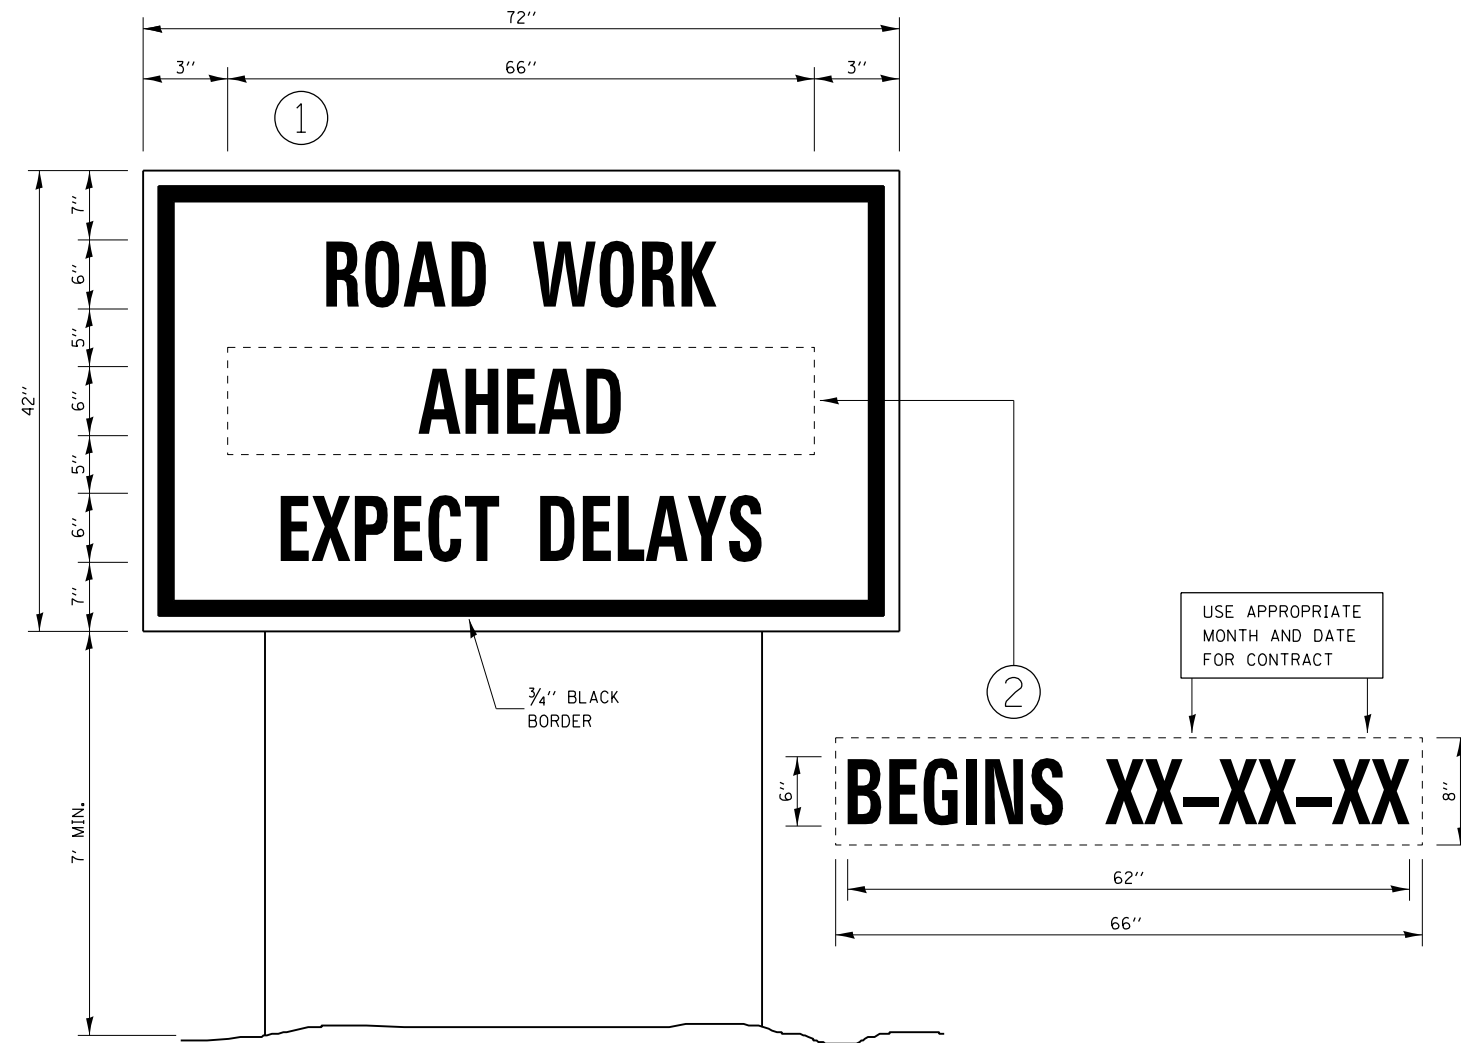 72''
3'' 66'' 3''
1
7''
6''
5''
6''
5''
6''
7''
42''
ROAD WORK
AHEAD
EXPECT DELAYS
3/4'' BLACK
BORDER
7' MIN.
2
USE APPROPRIATE
MONTH AND DATE
FOR CONTRACT
6''
BEGINS XX-XX-XX
8''
62''
66''